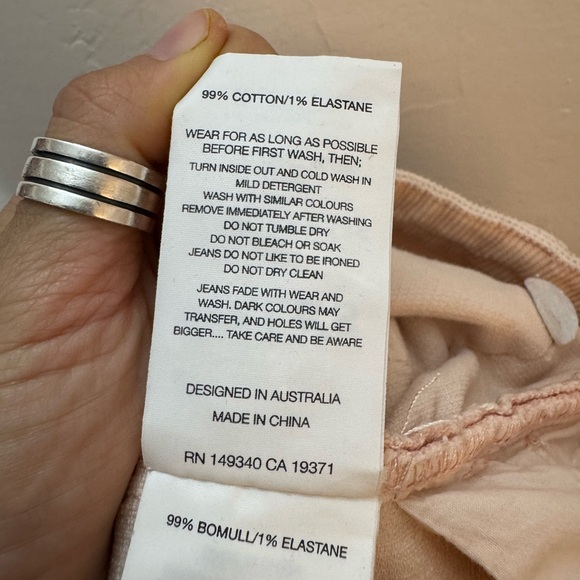 99% COTTON/1% ELASTANE
WEAR FOR AS LONG AS POSSIBLE
BEFORE FIRST WASH, THEN;
TURN INSIDE OUT AND COLD WASH IN
MILD DETERGENT
WASH WITH SIMILAR COLOURS
REMOVE IMMEDIATELY AFTER WASHING
DO NOT TUMBLE DRY
DO NOT BLEACH OR SOAK
JEANS DO NOT LIKE TO BE IRONED
DO NOT DRY CLEAN
JEANS FADE WITH WEAR AND
WASH. DARK COLOURS MAY
TRANSFER, AND HOLES WILL GET
BIGGER.... TAKE CARE AND BE AWARE
DESIGNED IN AUSTRALIA
MADE IN CHINA
RN 149340 CA 19371
99% BOMULL/1% ELASTANE